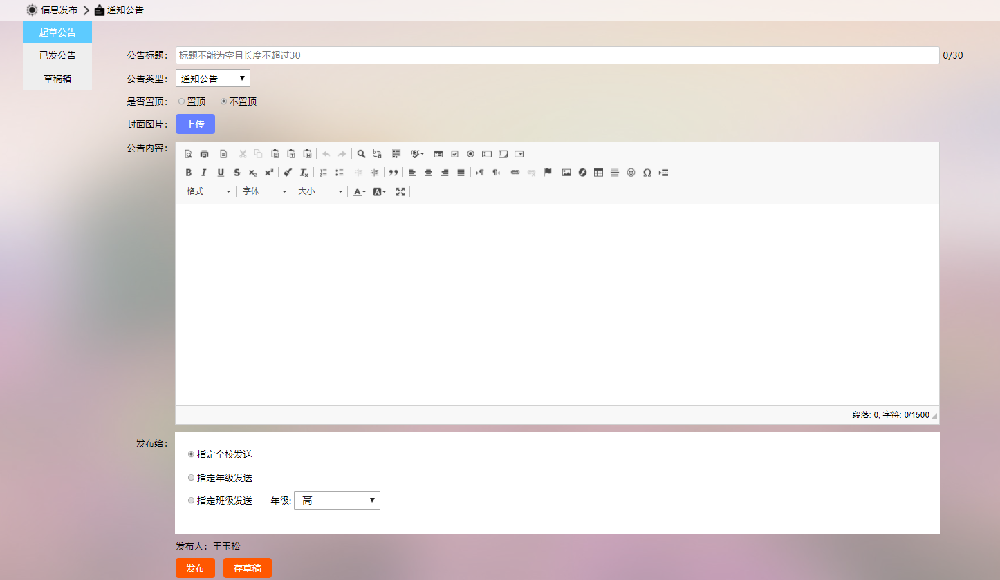 信息发布 通知公告
起草公告
已发公告
草稿箱
公告标题: 标题不能为空且长度不超过30 0/30
公告类型: 通知公告
是否置顶: 置顶 不置顶
封面图片: 上传
公告内容:
格式 字体 大小
段落: 0, 字符: 0/1500
发布给:
指定全校发送
指定年级发送
指定班级发送 年级: 高一
发布人: 王玉松
发布 存草稿